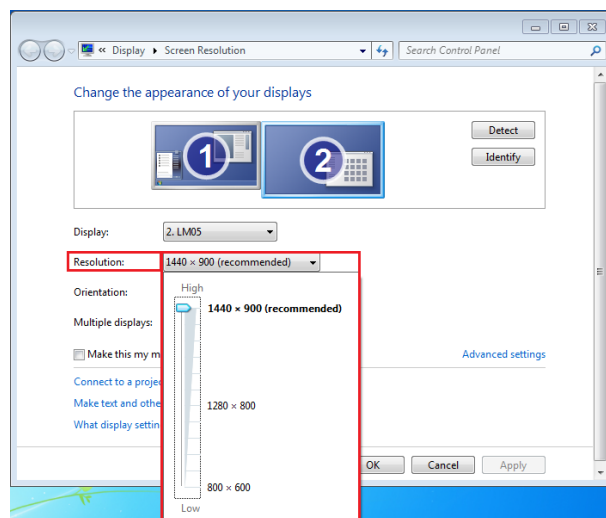 « Display ▸ Screen Resolution
Search Control Panel
Change the appearance of your displays
1
2
Detect
Identify
Display:
2. LM05
Resolution:
1440 × 900 (recommended)
Orientation:
High
1440 × 900 (recommended)
Multiple displays:
Make this my m
Advanced settings
Connect to a projec
Make text and othe
1280 × 800
What display settin
OK
Cancel
Apply
800 × 600
Low